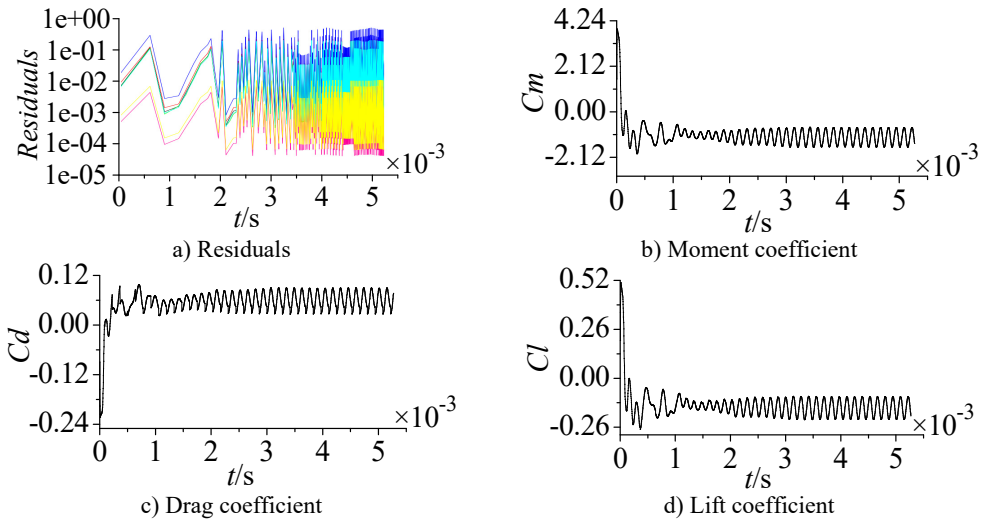 1e+00
1e-01
1e-02
1e-03
1e-04
1e-05
Residuals
×10⁻³
0 1 2 3 4 5
t/s
a) Residuals
4.24
2.12
0.00
-2.12
Cm
×10⁻³
0 1 2 3 4 5
t/s
b) Moment coefficient
0.12
0.00
-0.12
-0.24
Cd
×10⁻³
0 1 2 3 4 5
t/s
c) Drag coefficient
0.52
0.26
0.00
-0.26
Cl
×10⁻³
0 1 2 3 4 5
t/s
d) Lift coefficient